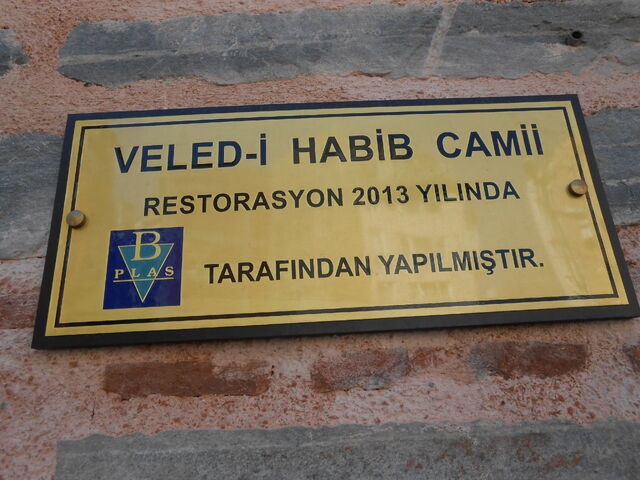 VELED-İ HABİB CAMİİ
RESTORASYON 2013 YILINDA
B
PLAS
TARAFINDAN YAPILMIŞTIR.